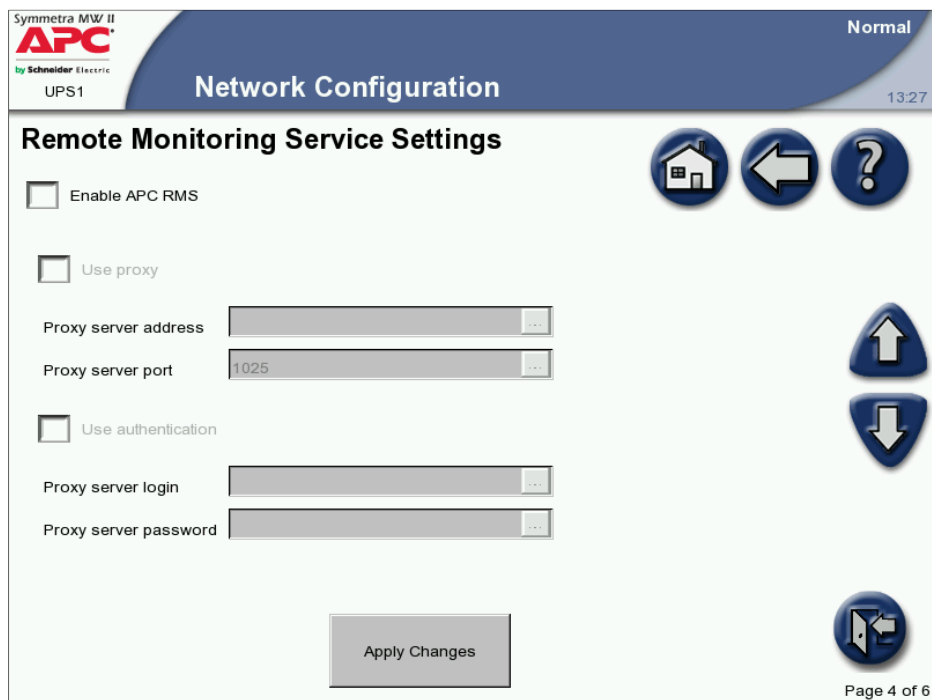 Symmetra MW II
APC
by Schneider Electric
UPS1
Network Configuration
Normal
13:27
Remote Monitoring Service Settings
Enable APC RMS
Use proxy
Proxy server address ...
Proxy server port 1025 ...
Use authentication
Proxy server login ...
Proxy server password ...
Apply Changes
Page 4 of 6